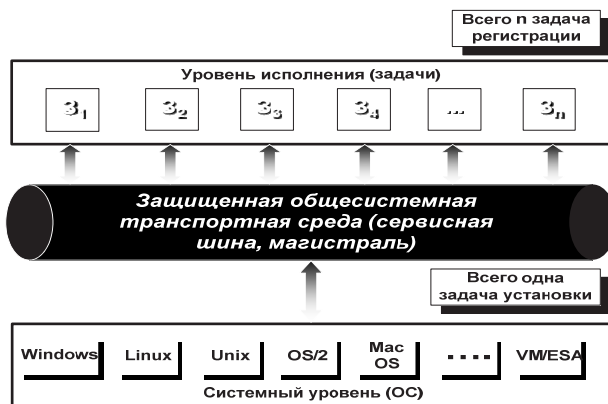 Всего n задача
регистрации
Уровень исполнения (задачи)
З1 З2 З3 З4 ... Зn
Защищенная общесистемная
транспортная среда (сервисная
шина, магистраль)
Всего одна
задача установки
Windows Linux Unix OS/2 Mac OS .... VM/ESA
Системный уровень (ОС)